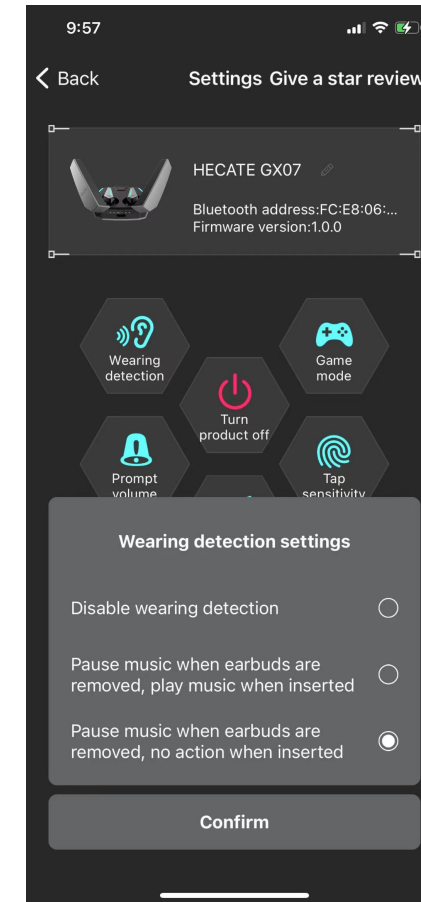 9:57
Back
Settings Give a star review
HECATE GX07
Bluetooth address:FC:E8:06:...
Firmware version:1.0.0
Wearing
detection
Game
mode
Turn
product off
Prompt
volume
Tap
sensitivity
Wearing detection settings
Disable wearing detection
Pause music when earbuds are
removed, play music when inserted
Pause music when earbuds are
removed, no action when inserted
Confirm